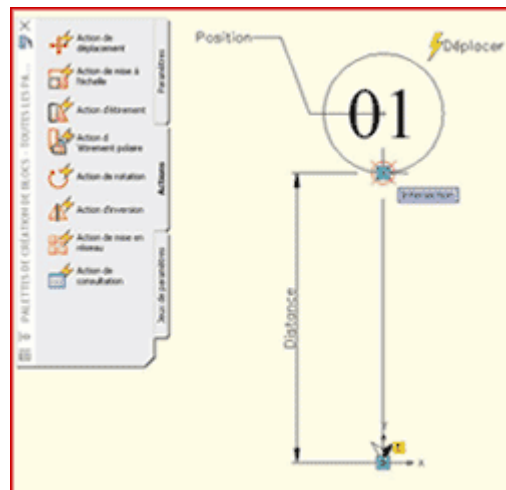 Action de
déplacement
Action de mise à
l'échelle
Action d'étirement
Action d
'étirement polaire
Action de rotation
Action d'inversion
Action de mise en
réseau
Action de
consultation
Paramètres
Actions
Jeux de paramètres
PALETTES DE CRÉATION DE BLOCS - TOUTES LES PA...
Position
Déplacer
01
Intersection
Distance
Y
X